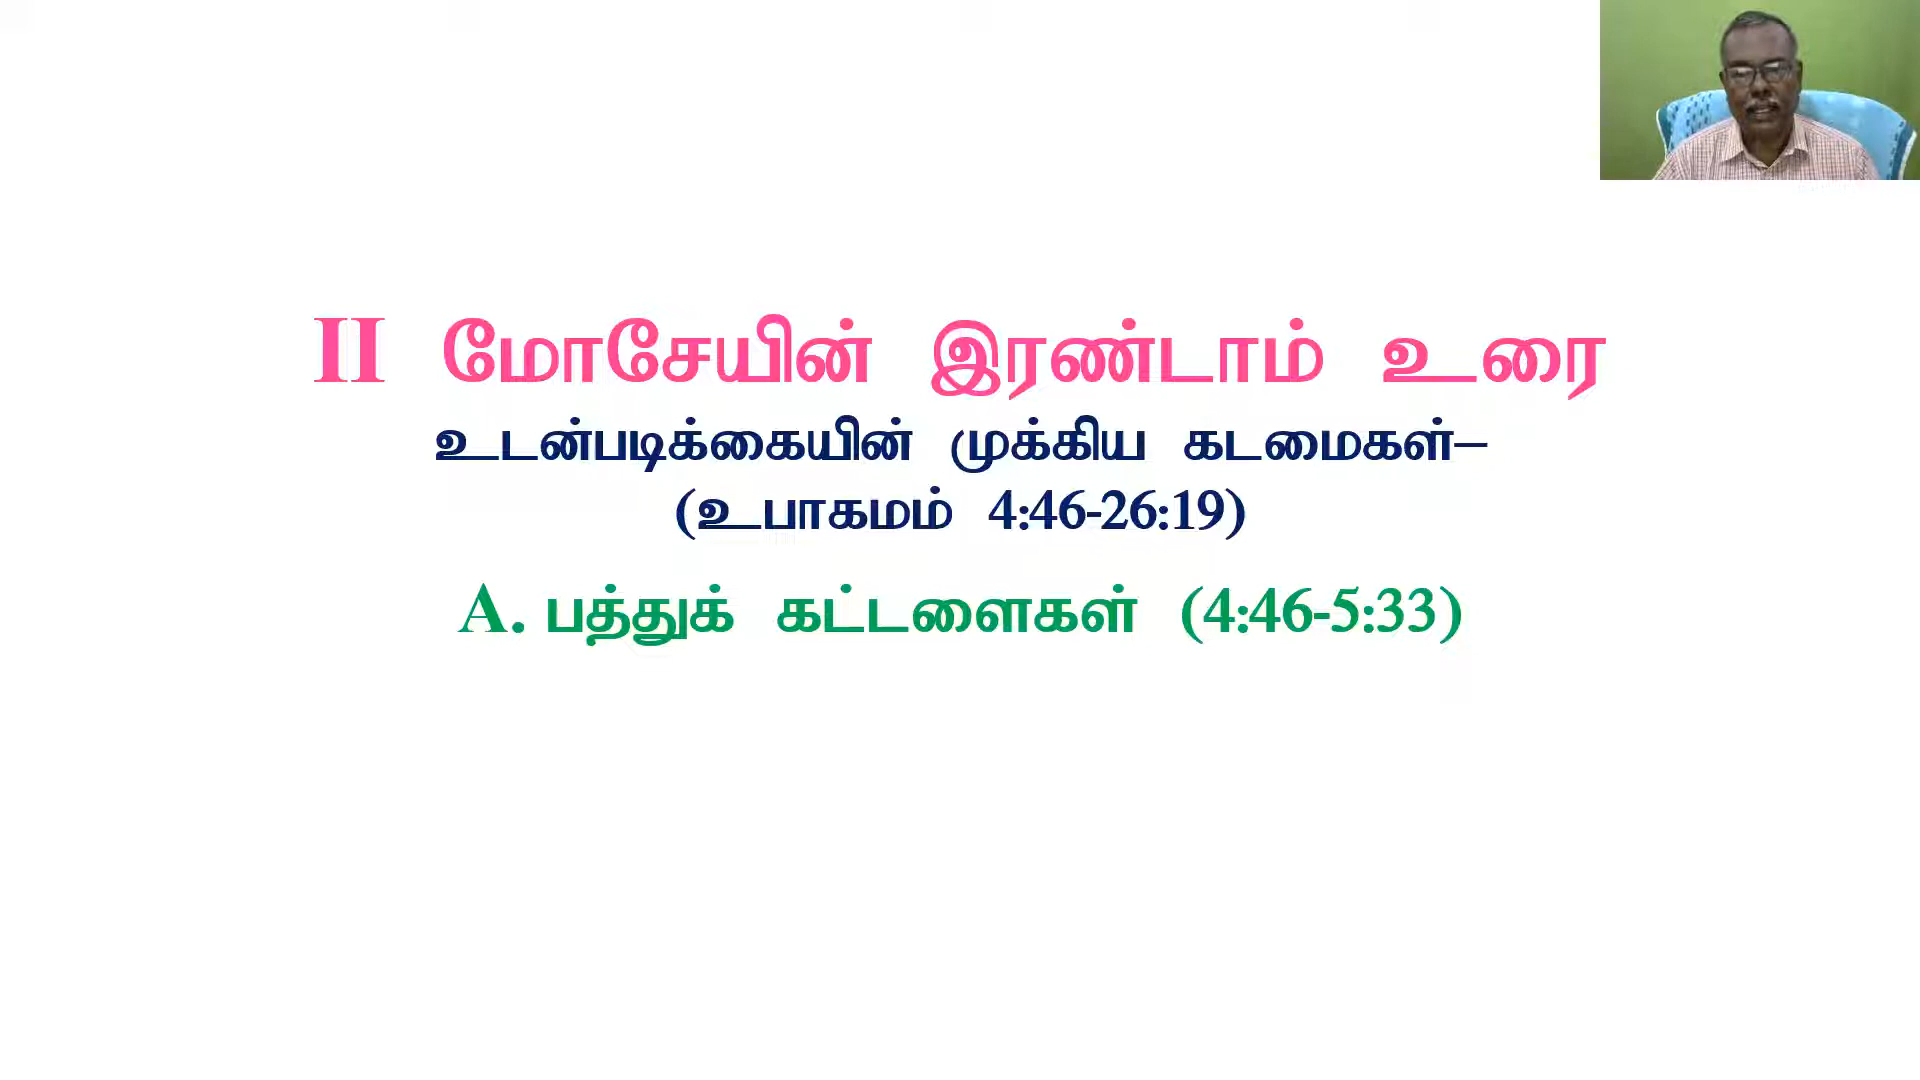 II மோசேயின் இரண்டாம் உரை
உடன்படிக்கையின் முக்கிய கடமைகள்–
(உபாகமம் 4:46-26:19)
A. பத்துக் கட்டளைகள் (4:46-5:33)